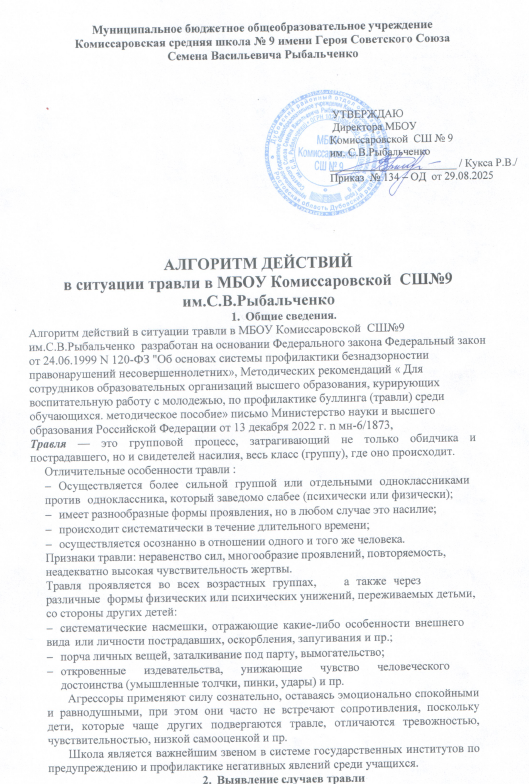 Муниципальное бюджетное общеобразовательное учреждение
Комиссаровская средняя школа № 9 имени Героя Советского Союза
Семена Васильевича Рыбальченко
УТВЕРЖДАЮ
Директора МБОУ
Комиссаровской СШ № 9
им. С.В.Рыбальченко
/ Кукса Р.В./
Приказ № 134 – ОД от 29.08.2025
МБОУ
Комиссаровская
СШ № 9
АЛГОРИТМ ДЕЙСТВИЙ
в ситуации травли в МБОУ Комиссаровской СШ№9
им.С.В.Рыбальченко
1. Общие сведения.
Алгоритм действий в ситуации травли в МБОУ Комиссаровской СШ№9
им.С.В.Рыбальченко разработан на основании Федерального закона Федеральный закон
от 24.06.1999 N 120-ФЗ "Об основах системы профилактики безнадзорностии
правонарушений несовершеннолетних», Методических рекомендаций « Для
сотрудников образовательных организаций высшего образования, курирующих
воспитательную работу с молодежью, по профилактике буллинга (травли) среди
обучающихся. методическое пособие» письмо Министерство науки и высшего
образования Российской Федерации от 13 декабря 2022 г. n мн-6/1873,
Травля — это групповой процесс, затрагивающий не только обидчика и
пострадавшего, но и свидетелей насилия, весь класс (группу), где оно происходит.
Отличительные особенности травли :
– Осуществляется более сильной группой или отдельными одноклассниками
против одноклассника, который заведомо слабее (психически или физически);
– имеет разнообразные формы проявления, но в любом случае это насилие;
– происходит систематически в течение длительного времени;
– осуществляется осознанно в отношении одного и того же человека.
Признаки травли: неравенство сил, многообразие проявлений, повторяемость,
неадекватно высокая чувствительность жертвы.
Травля проявляется во всех возрастных группах, а также через
различные формы физических или психических унижений, переживаемых детьми,
со стороны других детей:
– систематические насмешки, отражающие какие-либо особенности внешнего
вида или личности пострадавших, оскорбления, запугивания и пр.;
– порча личных вещей, заталкивание под парту, вымогательство;
– откровенные издевательства, унижающие чувство человеческого
достоинства (умышленные толчки, пинки, удары) и пр.
Агрессоры применяют силу сознательно, оставаясь эмоционально спокойными
и равнодушными, при этом они часто не встречают сопротивления, поскольку
дети, которые чаще других подвергаются травле, отличаются тревожностью,
чувствительностью, низкой самооценкой и пр.
Школа является важнейшим звеном в системе государственных институтов по
предупреждению и профилактике негативных явлений среди учащихся.
2. Выявление случаев травли